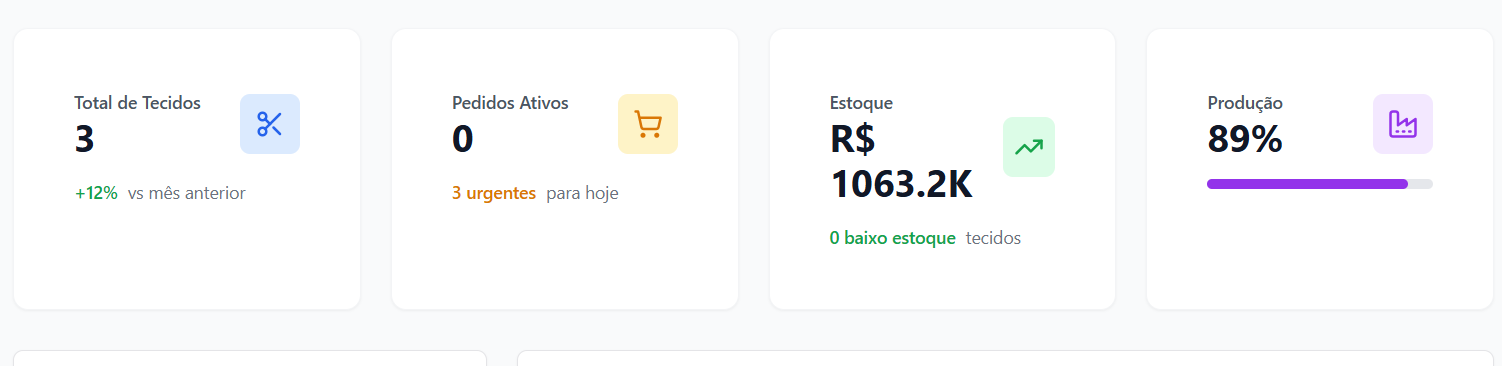 Total de Tecidos
3
+12% vs mês anterior
Pedidos Ativos
0
3 urgentes para hoje
Estoque
R$
1063.2K
0 baixo estoque tecidos
Produção
89%